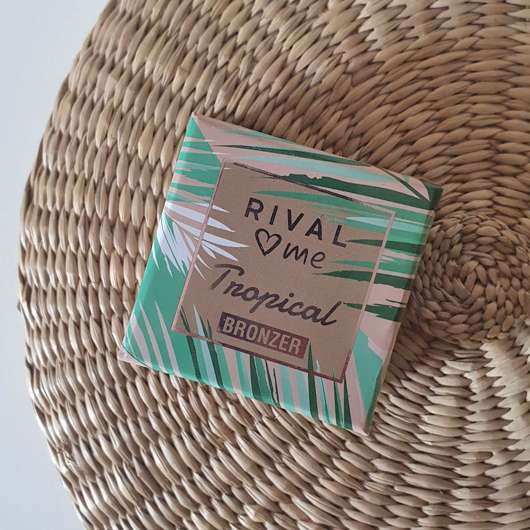 RIVAL
♡ me
Tropical
BRONZER